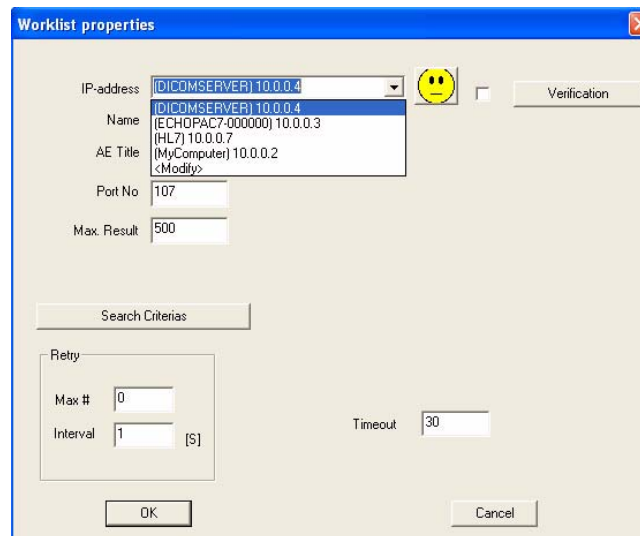 Worklist properties
IP-address (DICOMSERVER) 10.0.0.4 Verification
(DICOMSERVER) 10.0.0.4
Name (ECHOPAC7-000000) 10.0.0.3
(HL7) 10.0.0.7
AE Title (MyComputer) 10.0.0.2
<Modify>
Port No 107
Max. Result 500
Search Criterias
Retry
Max # 0
Interval 1 [S]
Timeout 30
OK Cancel